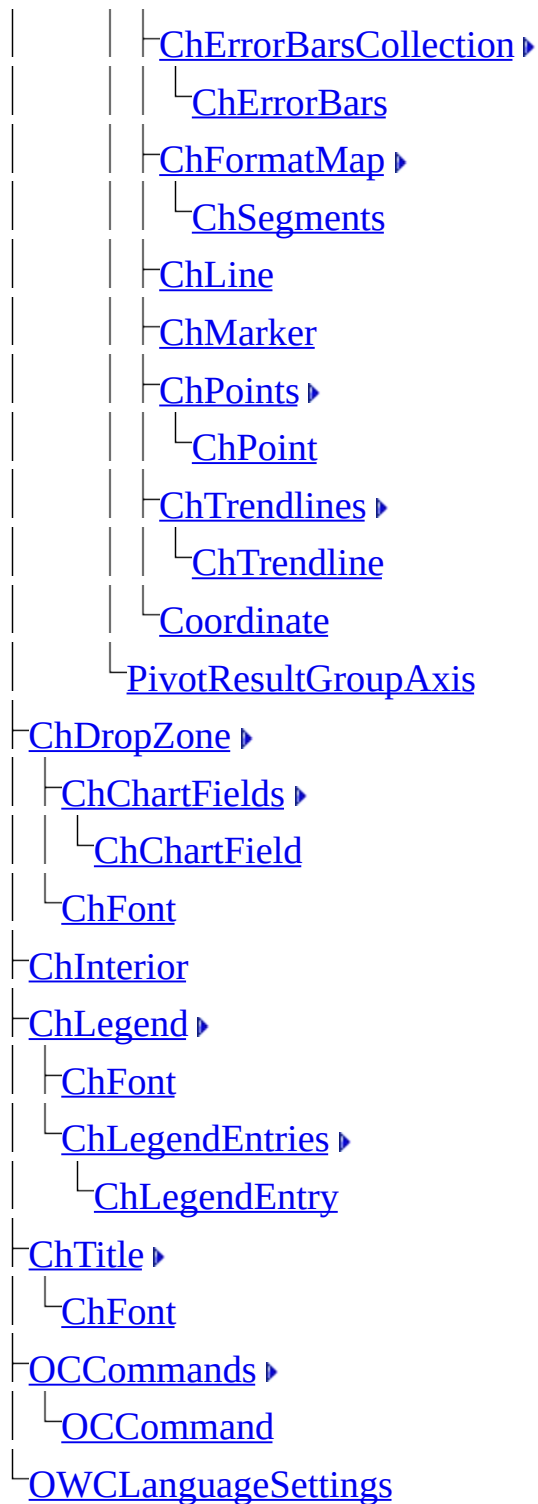 ChErrorBarsCollection
ChErrorBars
ChFormatMap
ChSegments
ChLine
ChMarker
ChPoints
ChPoint
ChTrendlines
ChTrendline
Coordinate
PivotResultGroupAxis
ChDropZone
ChChartFields
ChChartField
ChFont
ChInterior
ChLegend
ChFont
ChLegendEntries
ChLegendEntry
ChTitle
ChFont
OCCommands
OCCommand
OWCLanguageSettings